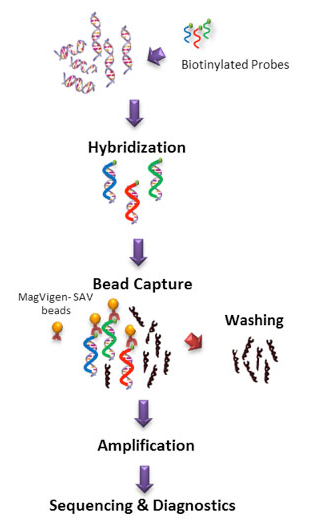 Biotinylated Probes
Hybridization
Bead Capture
MagVigen- SAV
beads
Washing
Amplification
Sequencing & Diagnostics